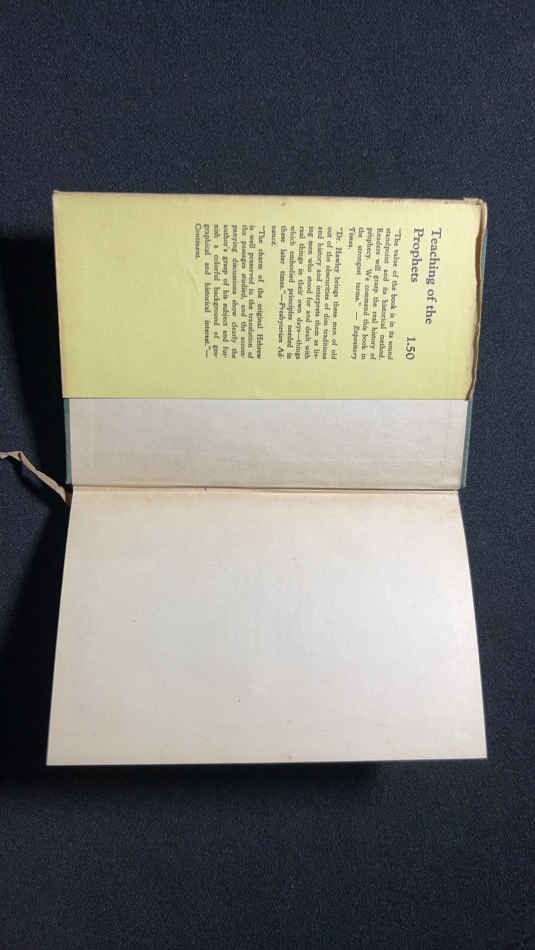 Teaching of the
Prophets 1.50
"The value of the book is in its sound
standpoint and its historical method.
Readers will grasp the real history of
prophecy. We commend this book in
the strongest terms." — Expository
Times.
"Dr. Hawley brings these men of old
out of the obscurities of dim traditions
and history and interprets them as liv-
ing men who stood for and dealt with
real things in their own days—things
which embodied principles needed in
these later times."—Presbyterian Ad-
vance.
"The charm of the original Hebrew
is well preserved in the translation of
the passages studied, and the accom-
panying discussions show clearly the
author's grasp of his subject and fur-
nish a colorful background of geo-
graphical and historical interest."—
Continent.